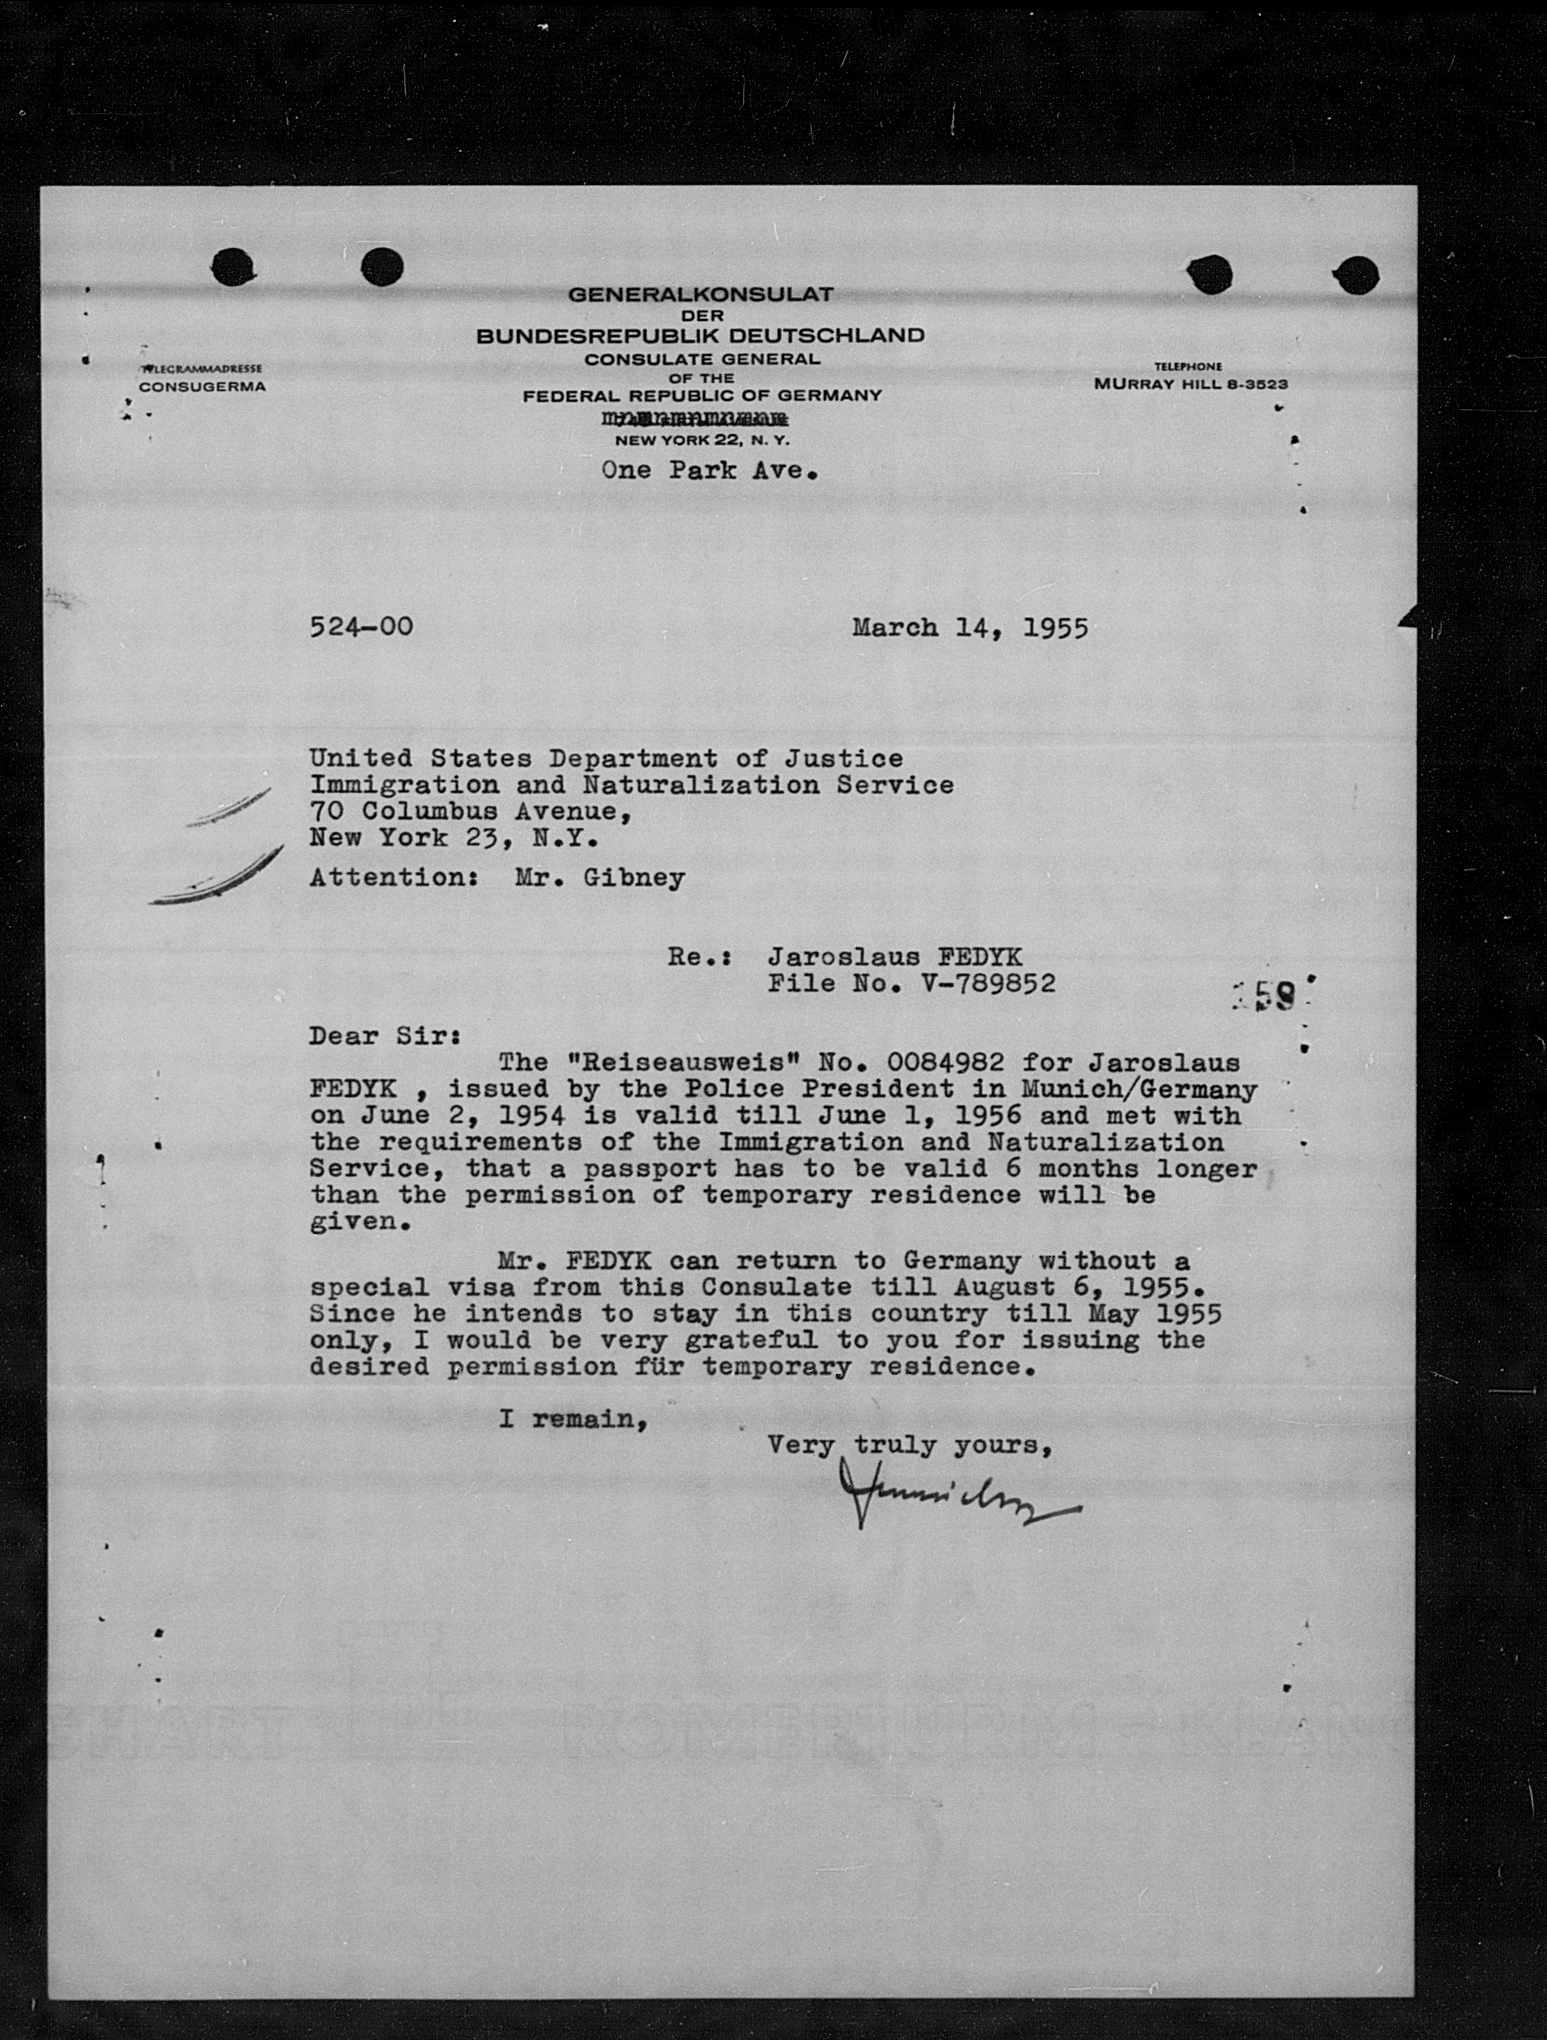 GENERALKONSULAT
DER
BUNDESREPUBLIK DEUTSCHLAND
CONSULATE GENERAL
OF THE
FEDERAL REPUBLIC OF GERMANY
NEW YORK 22, N. Y.
One Park Ave.
TELEGRAMMADRESSE
CONSUGERMA
TELEPHONE
MURRAY HILL 8-3523
524-00 March 14, 1955
United States Department of Justice
Immigration and Naturalization Service
70 Columbus Avenue,
New York 23, N.Y.
Attention: Mr. Gibney
Re.: Jaroslaus FEDYK
File No. V-789852
159
Dear Sir:
The "Reiseausweis" No. 0084982 for Jaroslaus
FEDYK , issued by the Police President in Munich/Germany
on June 2, 1954 is valid till June 1, 1956 and met with
the requirements of the Immigration and Naturalization
Service, that a passport has to be valid 6 months longer
than the permission of temporary residence will be
given.
Mr. FEDYK can return to Germany without a
special visa from this Consulate till August 6, 1955.
Since he intends to stay in this country till May 1955
only, I would be very grateful to you for issuing the
desired permission für temporary residence.
I remain,
Very truly yours,